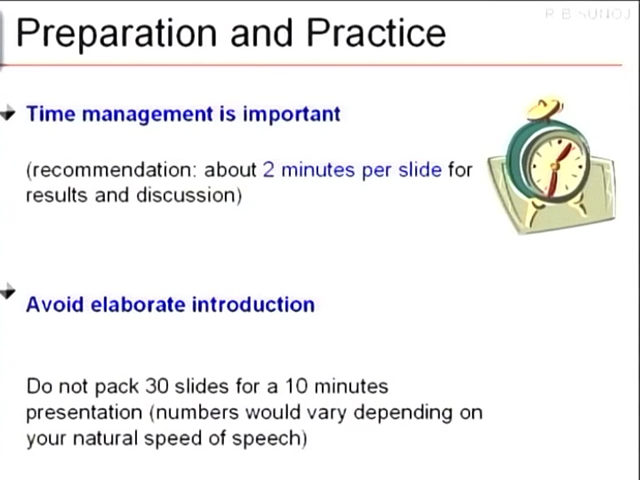 R B SUNOJ
Preparation and Practice
Time management is important
(recommendation: about 2 minutes per slide for
results and discussion)
Avoid elaborate introduction
Do not pack 30 slides for a 10 minutes
presentation (numbers would vary depending on
your natural speed of speech)